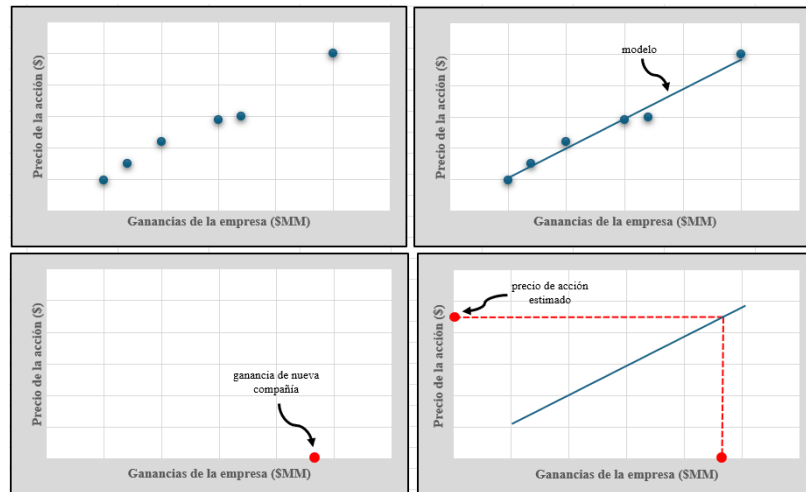 Precio de la acción ($)
Ganancias de la empresa ($MM)
Precio de la acción ($)
modelo
Ganancias de la empresa ($MM)
Precio de la acción ($)
ganancia de nueva
compañía
Ganancias de la empresa ($MM)
Precio de la acción ($)
precio de acción
estimado
Ganancias de la empresa ($MM)